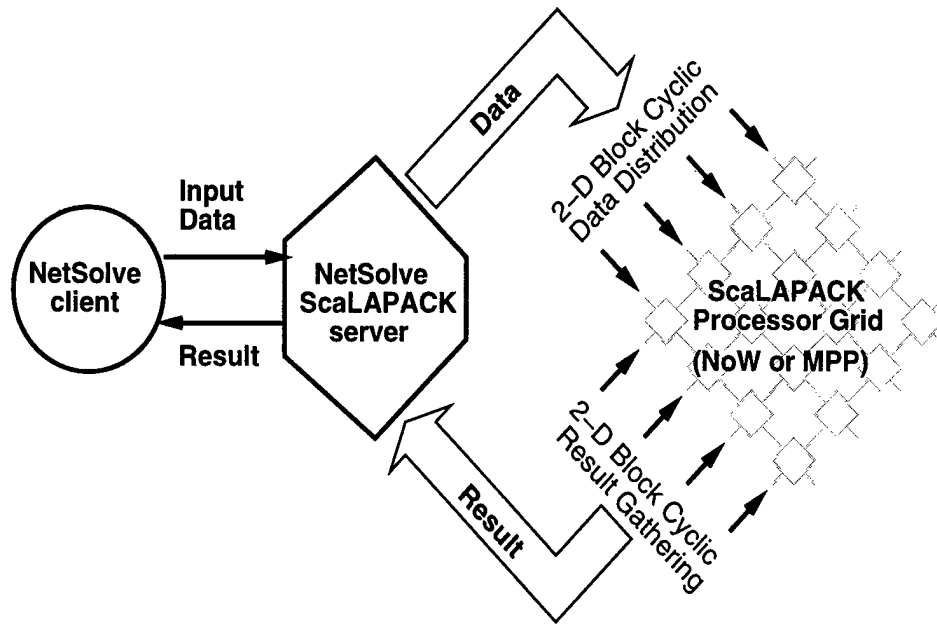 NetSolve
client
Input
Data
Result
NetSolve
ScaLAPACK
server
Data
2–D Block Cyclic
Data Distribution
ScaLAPACK
Processor Grid
(NoW or MPP)
2–D Block Cyclic
Result Gathering
Result